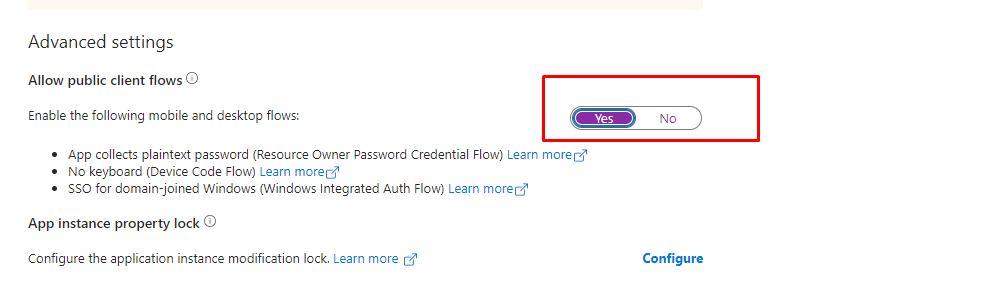 Advanced settings
Allow public client flows
Enable the following mobile and desktop flows:
Yes No
App collects plaintext password (Resource Owner Password Credential Flow) Learn more
No keyboard (Device Code Flow) Learn more
SSO for domain-joined Windows (Windows Integrated Auth Flow) Learn more
App instance property lock
Configure the application instance modification lock. Learn more
Configure